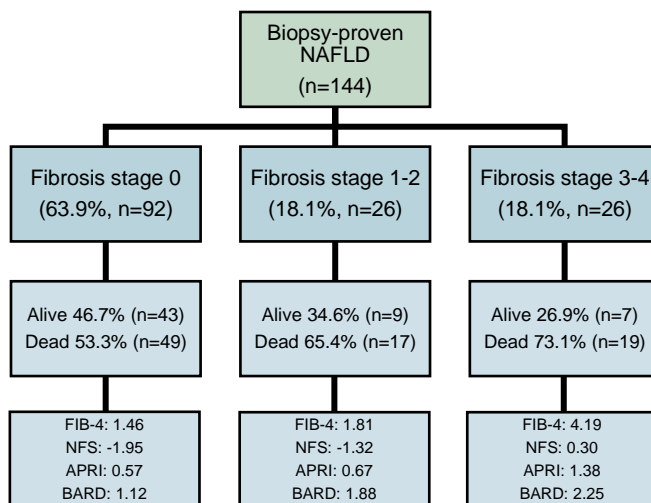 Biopsy-proven
NAFLD
(n=144)
Fibrosis stage 0
(63.9%, n=92)
Fibrosis stage 1-2
(18.1%, n=26)
Fibrosis stage 3-4
(18.1%, n=26)
Alive 46.7% (n=43)
Dead 53.3% (n=49)
Alive 34.6% (n=9)
Dead 65.4% (n=17)
Alive 26.9% (n=7)
Dead 73.1% (n=19)
FIB-4: 1.46
NFS: -1.95
APRI: 0.57
BARD: 1.12
FIB-4: 1.81
NFS: -1.32
APRI: 0.67
BARD: 1.88
FIB-4: 4.19
NFS: 0.30
APRI: 1.38
BARD: 2.25